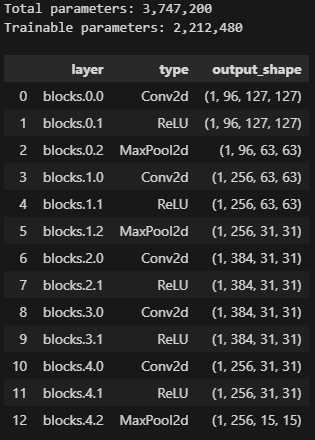 Total parameters: 3,747,200
Trainable parameters: 2,212,480
layer type output_shape
0 blocks.0.0 Conv2d (1, 96, 127, 127)
1 blocks.0.1 ReLU (1, 96, 127, 127)
2 blocks.0.2 MaxPool2d (1, 96, 63, 63)
3 blocks.1.0 Conv2d (1, 256, 63, 63)
4 blocks.1.1 ReLU (1, 256, 63, 63)
5 blocks.1.2 MaxPool2d (1, 256, 31, 31)
6 blocks.2.0 Conv2d (1, 384, 31, 31)
7 blocks.2.1 ReLU (1, 384, 31, 31)
8 blocks.3.0 Conv2d (1, 384, 31, 31)
9 blocks.3.1 ReLU (1, 384, 31, 31)
10 blocks.4.0 Conv2d (1, 256, 31, 31)
11 blocks.4.1 ReLU (1, 256, 31, 31)
12 blocks.4.2 MaxPool2d (1, 256, 15, 15)